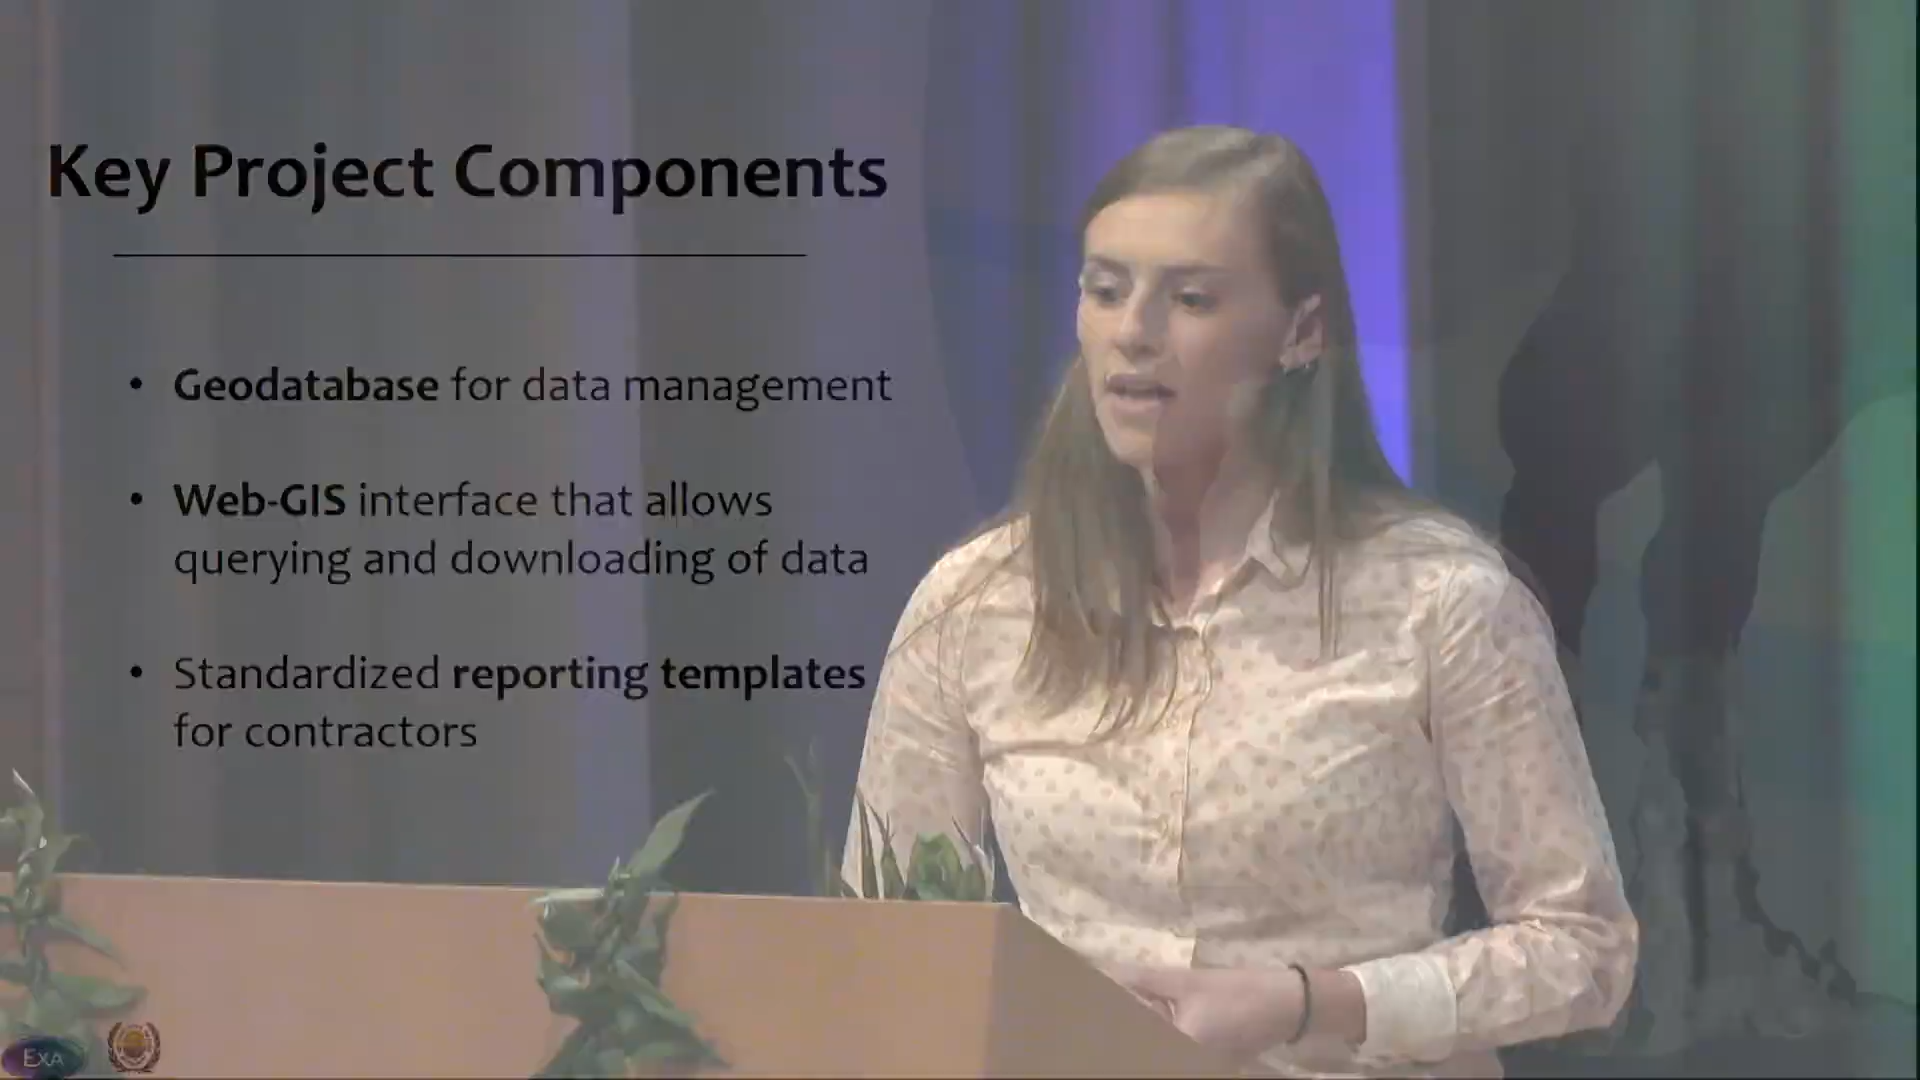 Key Project Components
• Geodatabase for data management
• Web-GIS interface that allows
querying and downloading of data
• Standardized reporting templates
for contractors
EXA